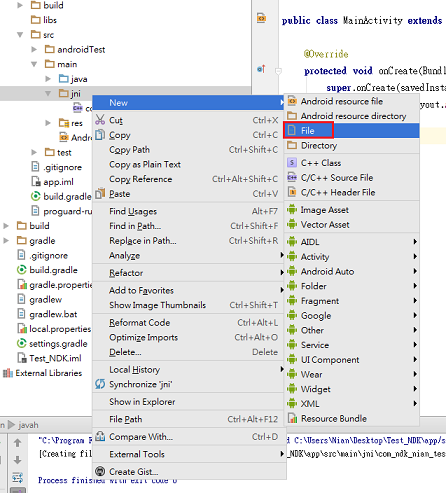 build
libs
src
androidTest
main
java
jni
res
test
.gitignore
app.iml
build.gradle
proguard-ru
build
gradle
.gitignore
build.gradle
gradle.properti
gradlew
gradlew.bat
local.properties
settings.gradle
Test_NDK.iml
External Libraries
public class MainActivity extends
@Override
protected void onCreate(Bundl
super.onCreate(savedInsta
yout.
New
Cut Ctrl+X
Copy Ctrl+C
Copy Path Ctrl+Shift+C
Copy as Plain Text
Copy Reference Ctrl+Alt+Shift+C
Paste Ctrl+V
Find Usages Alt+F7
Find in Path... Ctrl+Shift+F
Replace in Path... Ctrl+Shift+R
Analyze
Refactor
Add to Favorites
Show Image Thumbnails Ctrl+Shift+T
Reformat Code Ctrl+Alt+L
Optimize Imports Ctrl+Alt+O
Delete... Delete
Local History
Synchronize 'jni'
Show in Explorer
File Path Ctrl+Alt+F12
Compare With... Ctrl+D
External Tools
Create Gist...
Android resource file
Android resource directory
File
Directory
C++ Class
C/C++ Source File
C/C++ Header File
Image Asset
Vector Asset
AIDL
Activity
Android Auto
Folder
Fragment
Google
Other
Service
UI Component
Wear
Widget
XML
Resource Bundle
javah
"C:\Program
d C:\Users\Nian\Desktop\Test_NDK\app/s
[Creating fil
NDK\app\src\main\jni\com_ndk_nian_tes
Process finished with exit code 0